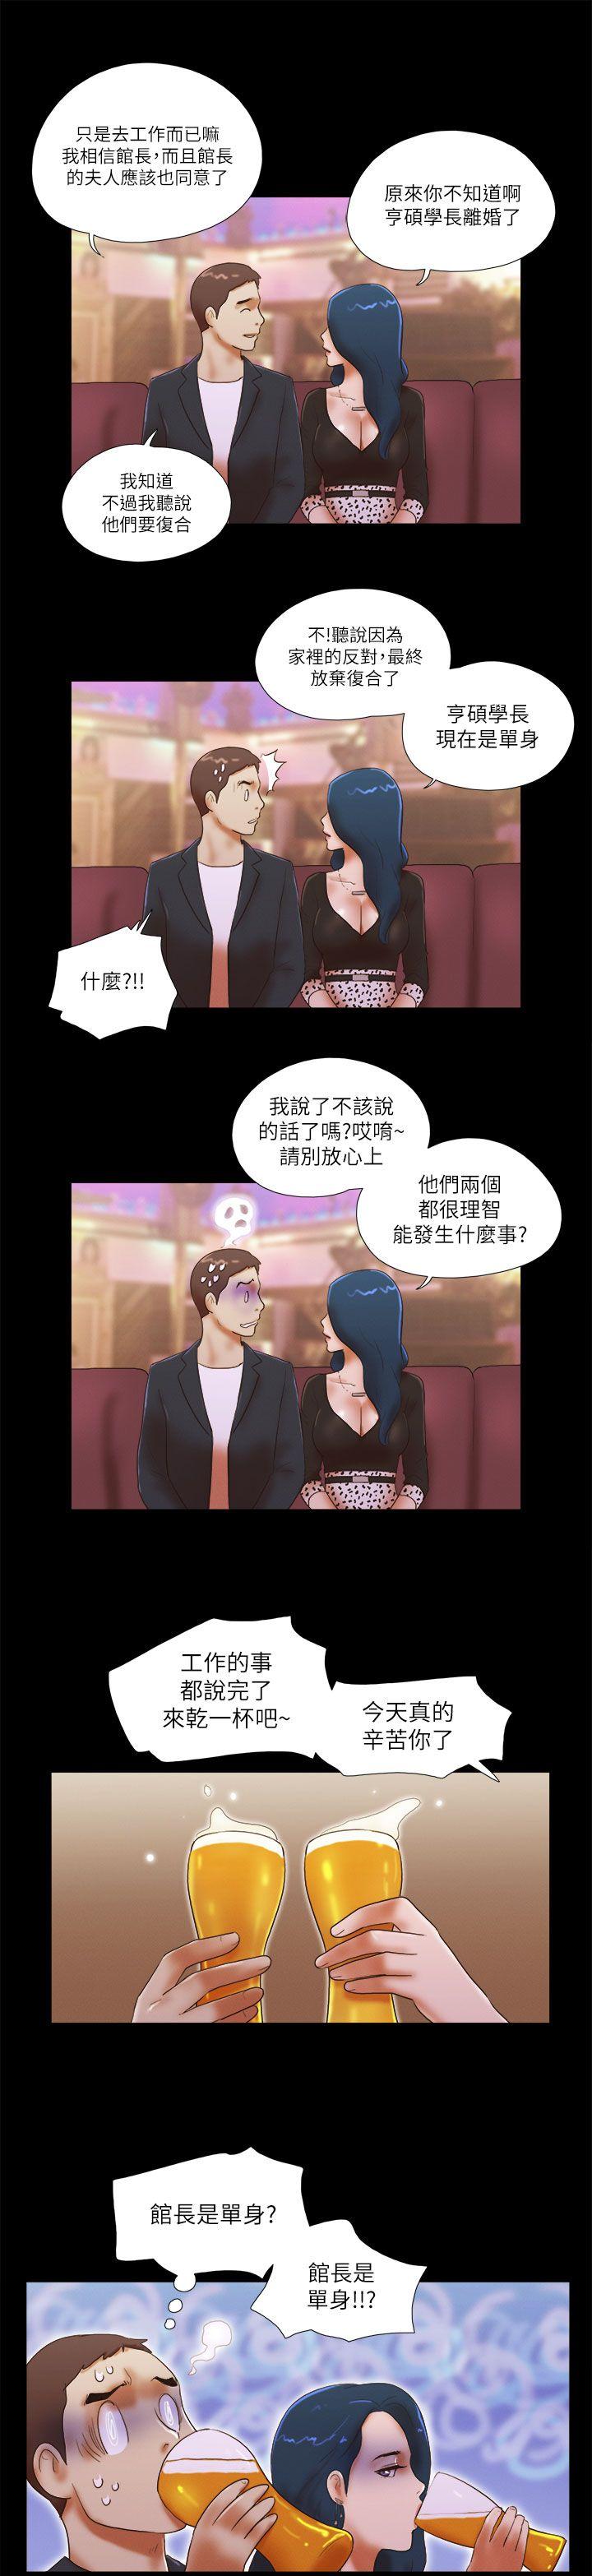 只是去工作而已嘛
我相信館長,而且館長
的夫人應該也同意了
原來你不知道啊
亨碩學長離婚了
我知道
不過我聽說
他們要復合
不!聽說因為
家裡的反對,最終
放棄復合了
亨碩學長
現在是單身
什麼?!!
我說了不該說
的話了嗎?哎唷~
請別放心上
他們兩個
都很理智
能發生什麼事?
工作的事
都說完了
來乾一杯吧~
今天真的
辛苦你了
館長是單身?
館長是
單身!!?